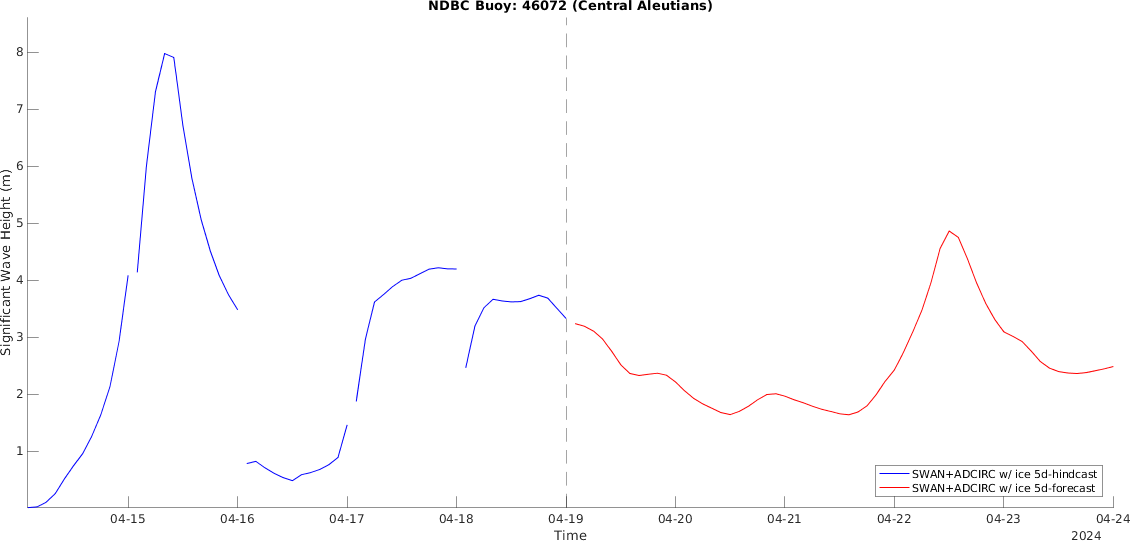 NDBC Buoy: 46072 (Central Aleutians)
8
7
6
5
4
3
2
1
Significant Wave Height (m)
SWAN+ADCIRC w/ ice 5d-hindcast
SWAN+ADCIRC w/ ice 5d-forecast
04-15 04-16 04-17 04-18 04-19 04-20 04-21 04-22 04-23 04-24
Time
2024